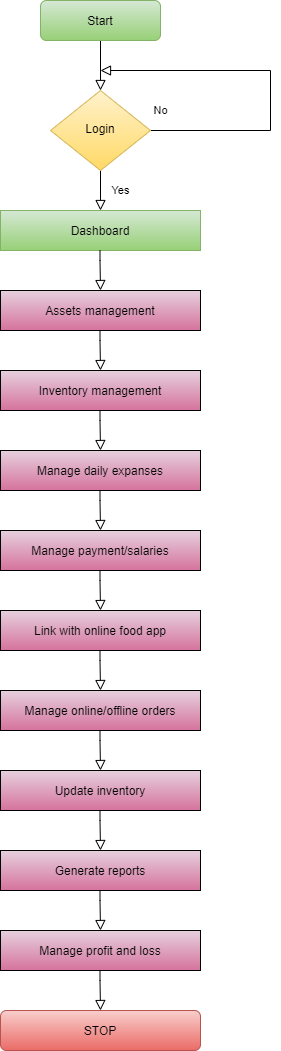 Start
No
Login
Yes
Dashboard
Assets management
Inventory management
Manage daily expanses
Manage payment/salaries
Link with online food app
Manage online/offline orders
Update inventory
Generate reports
Manage profit and loss
STOP